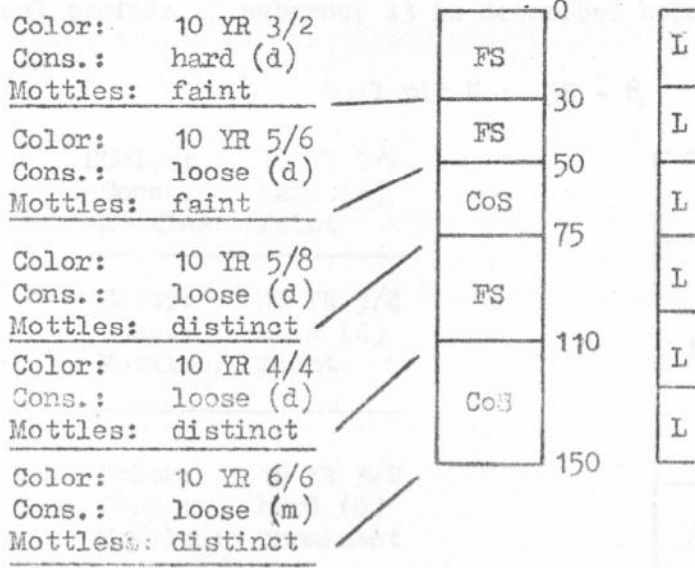 Color: 10 YR 3/2
Cons.: hard (d)
Mottles: faint
Color: 10 YR 5/6
Cons.: loose (d)
Mottles: faint
Color: 10 YR 5/8
Cons.: loose (d)
Mottles: distinct
Color: 10 YR 4/4
Cons.: loose (d)
Mottles: distinct
Color: 10 YR 6/6
Cons.: loose (m)
Mottles: distinct
0
FS
30
FS
50
CoS
75
FS
110
CoS
150
L
L
L
L
L
L